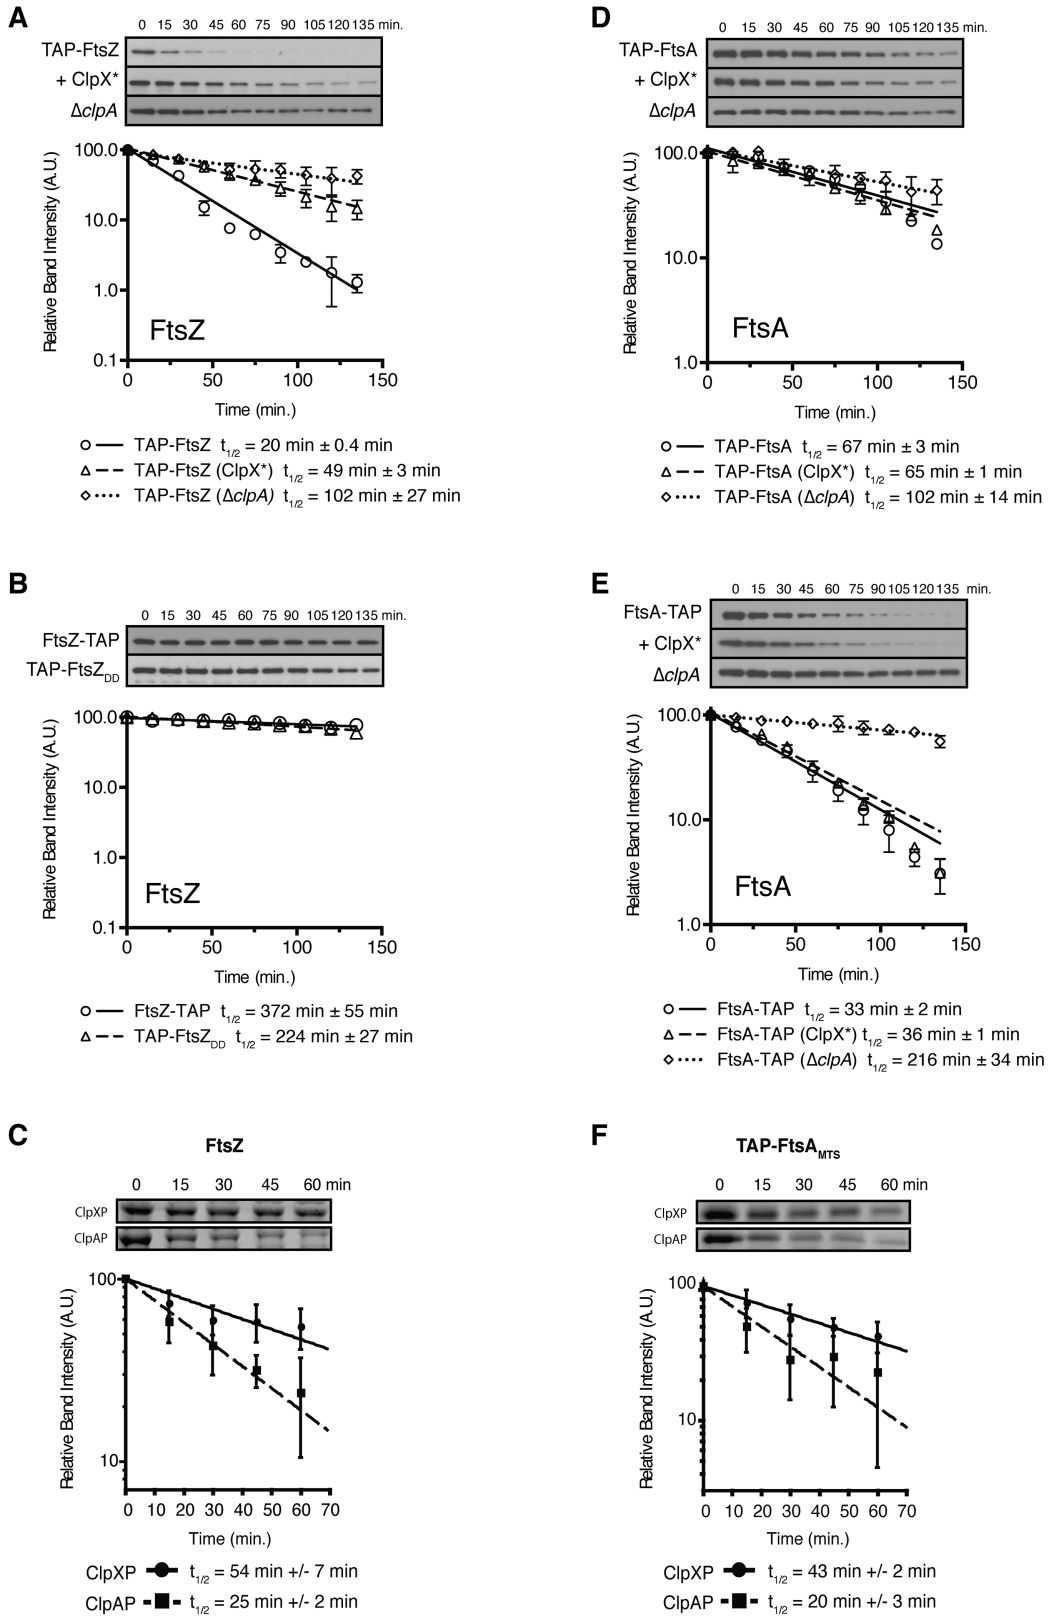 A
0 15 30 45 60 75 90 105 120 135 min.
TAP-FtsZ
+ ClpX*
ΔclpA
Relative Band Intensity (A.U.)
100.0
10.0
1.0
0.1
FtsZ
0 50 100 150
Time (min.)
TAP-FtsZ t1/2 = 20 min ± 0.4 min
TAP-FtsZ (ClpX*) t1/2 = 49 min ± 3 min
TAP-FtsZ (ΔclpA) t1/2 = 102 min ± 27 min
D
0 15 30 45 60 75 90 105 120 135 min.
TAP-FtsA
+ ClpX*
ΔclpA
Relative Band Intensity (A.U.)
100.0
10.0
1.0
FtsA
0 50 100 150
Time (min.)
TAP-FtsA t1/2 = 67 min ± 3 min
TAP-FtsA (ClpX*) t1/2 = 65 min ± 1 min
TAP-FtsA (ΔclpA) t1/2 = 102 min ± 14 min
B
0 15 30 45 60 75 90 105 120 135 min.
FtsZ-TAP
TAP-FtsZDD
Relative Band Intensity (A.U.)
100.0
10.0
1.0
0.1
FtsZ
0 50 100 150
Time (min.)
FtsZ-TAP t1/2 = 372 min ± 55 min
TAP-FtsZDD t1/2 = 224 min ± 27 min
E
0 15 30 45 60 75 90 105 120 135 min.
FtsA-TAP
+ ClpX*
ΔclpA
Relative Band Intensity (A.U.)
100.0
10.0
1.0
FtsA
0 50 100 150
Time (min.)
FtsA-TAP t1/2 = 33 min ± 2 min
FtsA-TAP (ClpX*) t1/2 = 36 min ± 1 min
FtsA-TAP (ΔclpA) t1/2 = 216 min ± 34 min
C
FtsZ
0 15 30 45 60 min
ClpXP
ClpAP
Relative Band Intensity (A.U.)
100
10
0 10 20 30 40 50 60 70
Time (min.)
ClpXP t1/2 = 54 min +/- 7 min
ClpAP t1/2 = 25 min +/- 2 min
F
TAP-FtsAMTS
0 15 30 45 60 min
ClpXP
ClpAP
Relative Band Intensity (A.U.)
100
10
0 10 20 30 40 50 60 70
Time (min.)
ClpXP t1/2 = 43 min +/- 2 min
ClpAP t1/2 = 20 min +/- 3 min